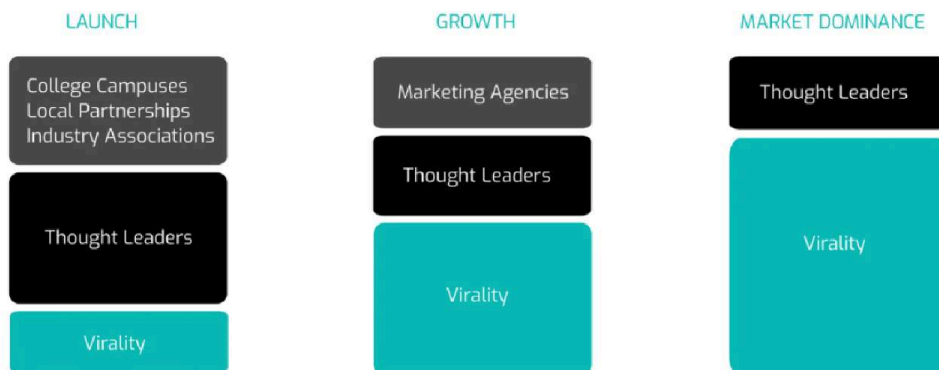 LAUNCH
College Campuses
Local Partnerships
Industry Associations
Thought Leaders
Virality
GROWTH
Marketing Agencies
Thought Leaders
Virality
MARKET DOMINANCE
Thought Leaders
Virality